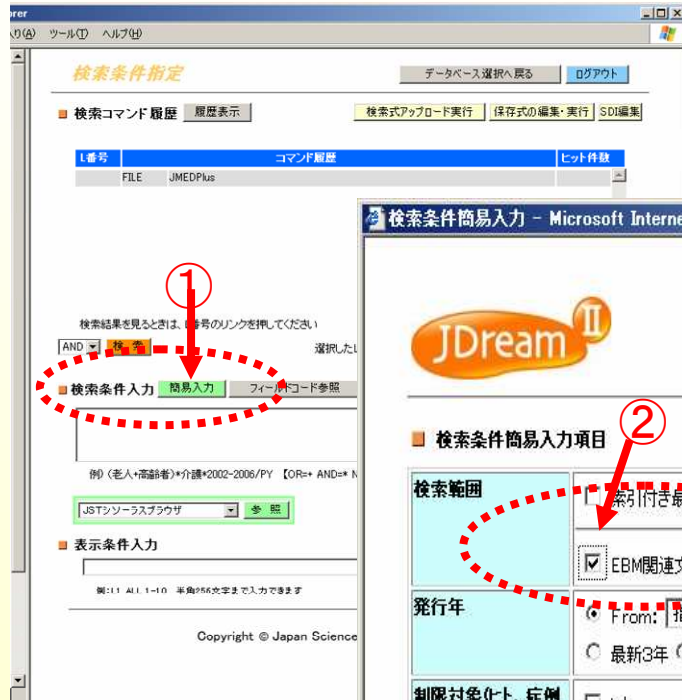 rer
り(A) ツール(T) ヘルプ(H)
検索条件指定
データベース選択へ戻る ログアウト
検索コマンド履歴 履歴表示
検索式アップロード実行 保存式の編集・実行 SDI編集
L番号 コマンド履歴 ヒット件数
FILE JMEDPlus
①
検索結果を見るときは、 番号のリンクを押してください
AND 検 索 選択したL
検索条件入力 簡易入力 フィールドコード参照
例) (老人+高齢者)*介護*2002-2006/PY 【OR=+ AND=* N
JSTシソーラスブラウザ 参 照
表示条件入力
例:L1 ALL 1-10 半角256文字まで入力できます
Copyright © Japan Science
検索条件簡易入力 - Microsoft Interne
JDream II
②
検索条件簡易入力項目
検索範囲
索引付き最
EBM関連文
発行年
From: 指
最新3年
制限対象(ヒト、症例